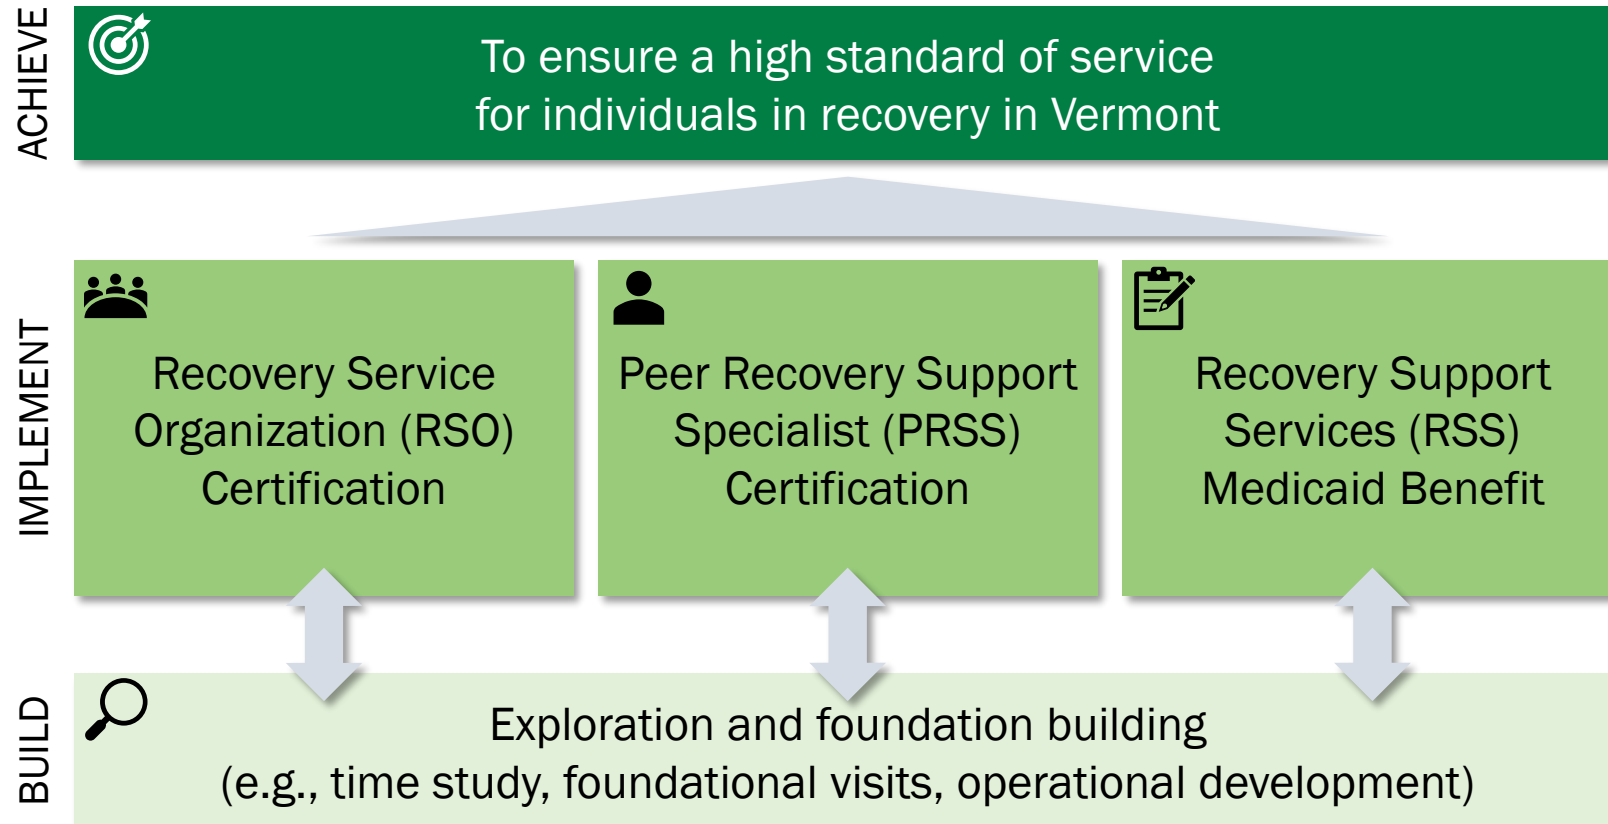 ACHIEVE
To ensure a high standard of service
for individuals in recovery in Vermont
IMPLEMENT
Recovery Service
Organization (RSO)
Certification
Peer Recovery Support
Specialist (PRSS)
Certification
Recovery Support
Services (RSS)
Medicaid Benefit
BUILD
Exploration and foundation building
(e.g., time study, foundational visits, operational development)